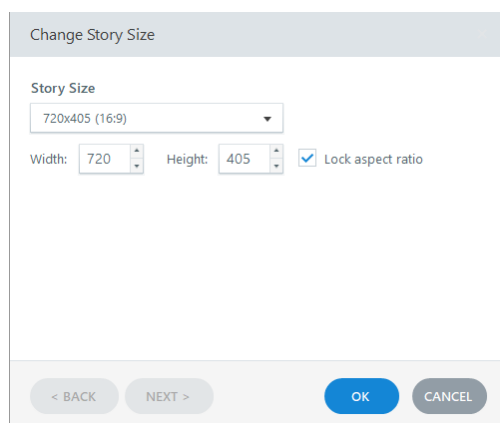 Change Story Size
Story Size
720x405 (16:9)
Width: 720 Height: 405 Lock aspect ratio
< BACK NEXT > OK CANCEL